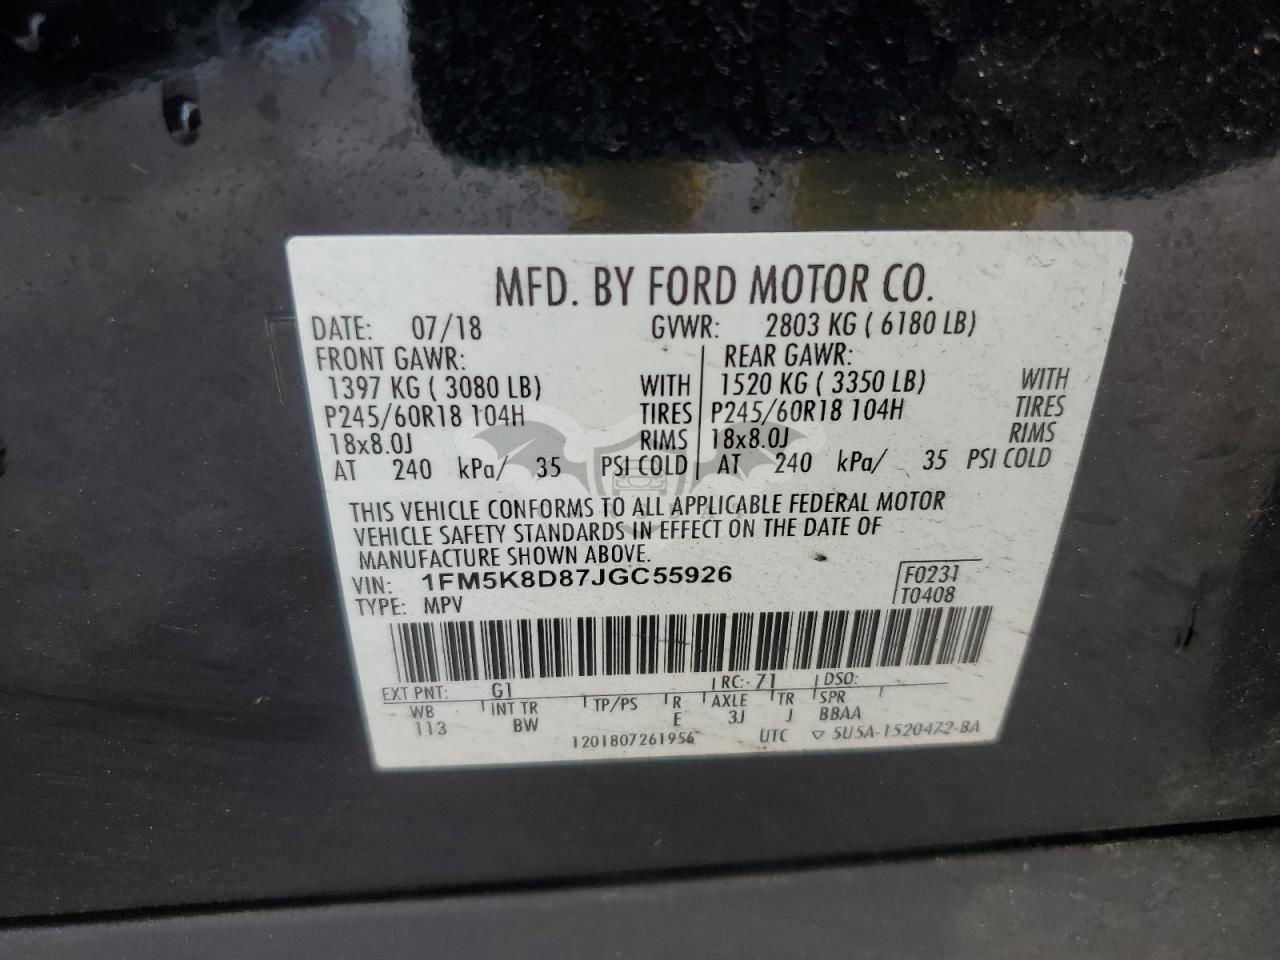 MFD. BY FORD MOTOR CO.
DATE: 07/18 GVWR: 2803 KG ( 6180 LB)
FRONT GAWR: REAR GAWR:
1397 KG ( 3080 LB) WITH 1520 KG ( 3350 LB) WITH
P245/60R18 104H TIRES P245/60R18 104H TIRES
18x8.0J RIMS 18x8.0J RIMS
AT 240 kPa/ 35 PSI COLD AT 240 kPa/ 35 PSI COLD
THIS VEHICLE CONFORMS TO ALL APPLICABLE FEDERAL MOTOR
VEHICLE SAFETY STANDARDS IN EFFECT ON THE DATE OF
MANUFACTURE SHOWN ABOVE.
VIN: 1FM5K8D87JGC55926 F0231
TYPE: MPV T0408
EXT PNT: G1 RC: 71 DSO:
WB INT TR TP/PS R AXLE TR SPR
113 BW E 3J J BBAA
1201807261956 UTC ▽ 5U5A-1520472-BA